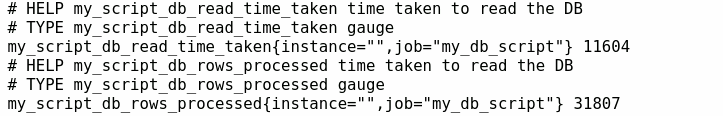 # HELP my_script_db_read_time_taken time taken to read the DB
# TYPE my_script_db_read_time_taken gauge
my_script_db_read_time_taken{instance="",job="my_db_script"} 11604
# HELP my_script_db_rows_processed time taken to read the DB
# TYPE my_script_db_rows_processed gauge
my_script_db_rows_processed{instance="",job="my_db_script"} 31807